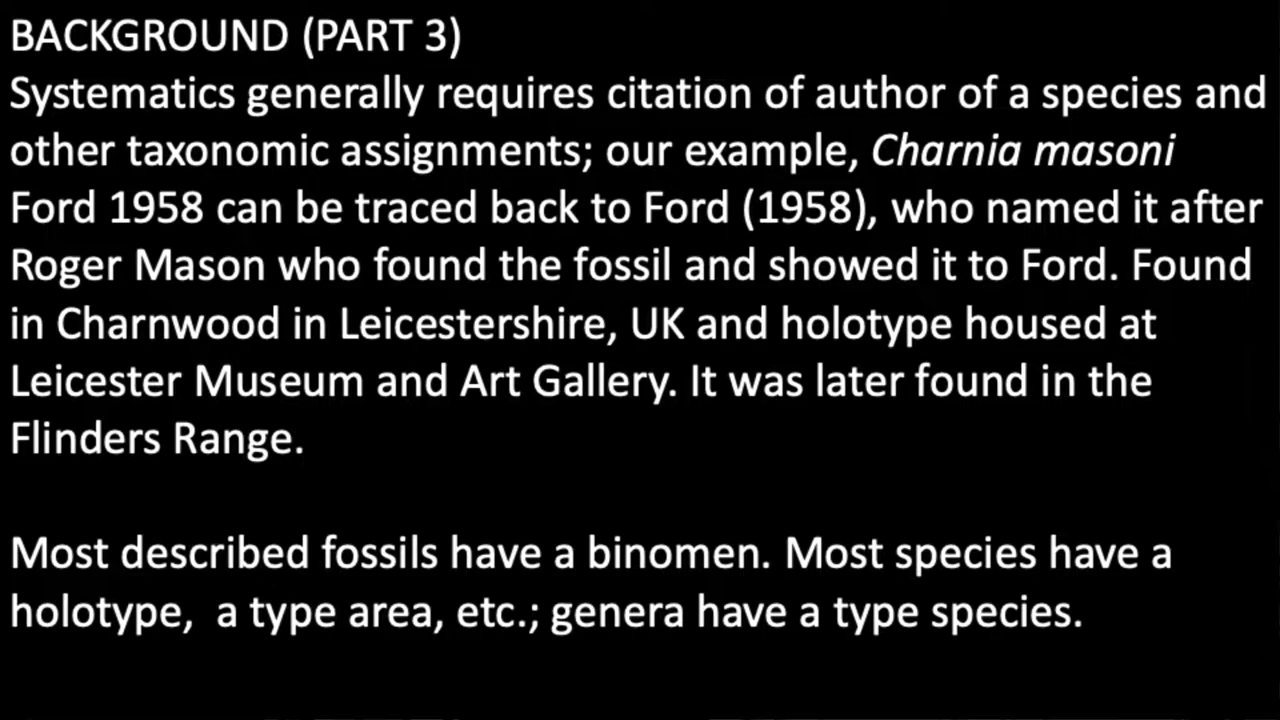 BACKGROUND (PART 3)
Systematics generally requires citation of author of a species and
other taxonomic assignments; our example, Charnia masoni
Ford 1958 can be traced back to Ford (1958), who named it after
Roger Mason who found the fossil and showed it to Ford. Found
in Charnwood in Leicestershire, UK and holotype housed at
Leicester Museum and Art Gallery. It was later found in the
Flinders Range.
Most described fossils have a binomen. Most species have a
holotype,  a type area, etc.; genera have a type species.